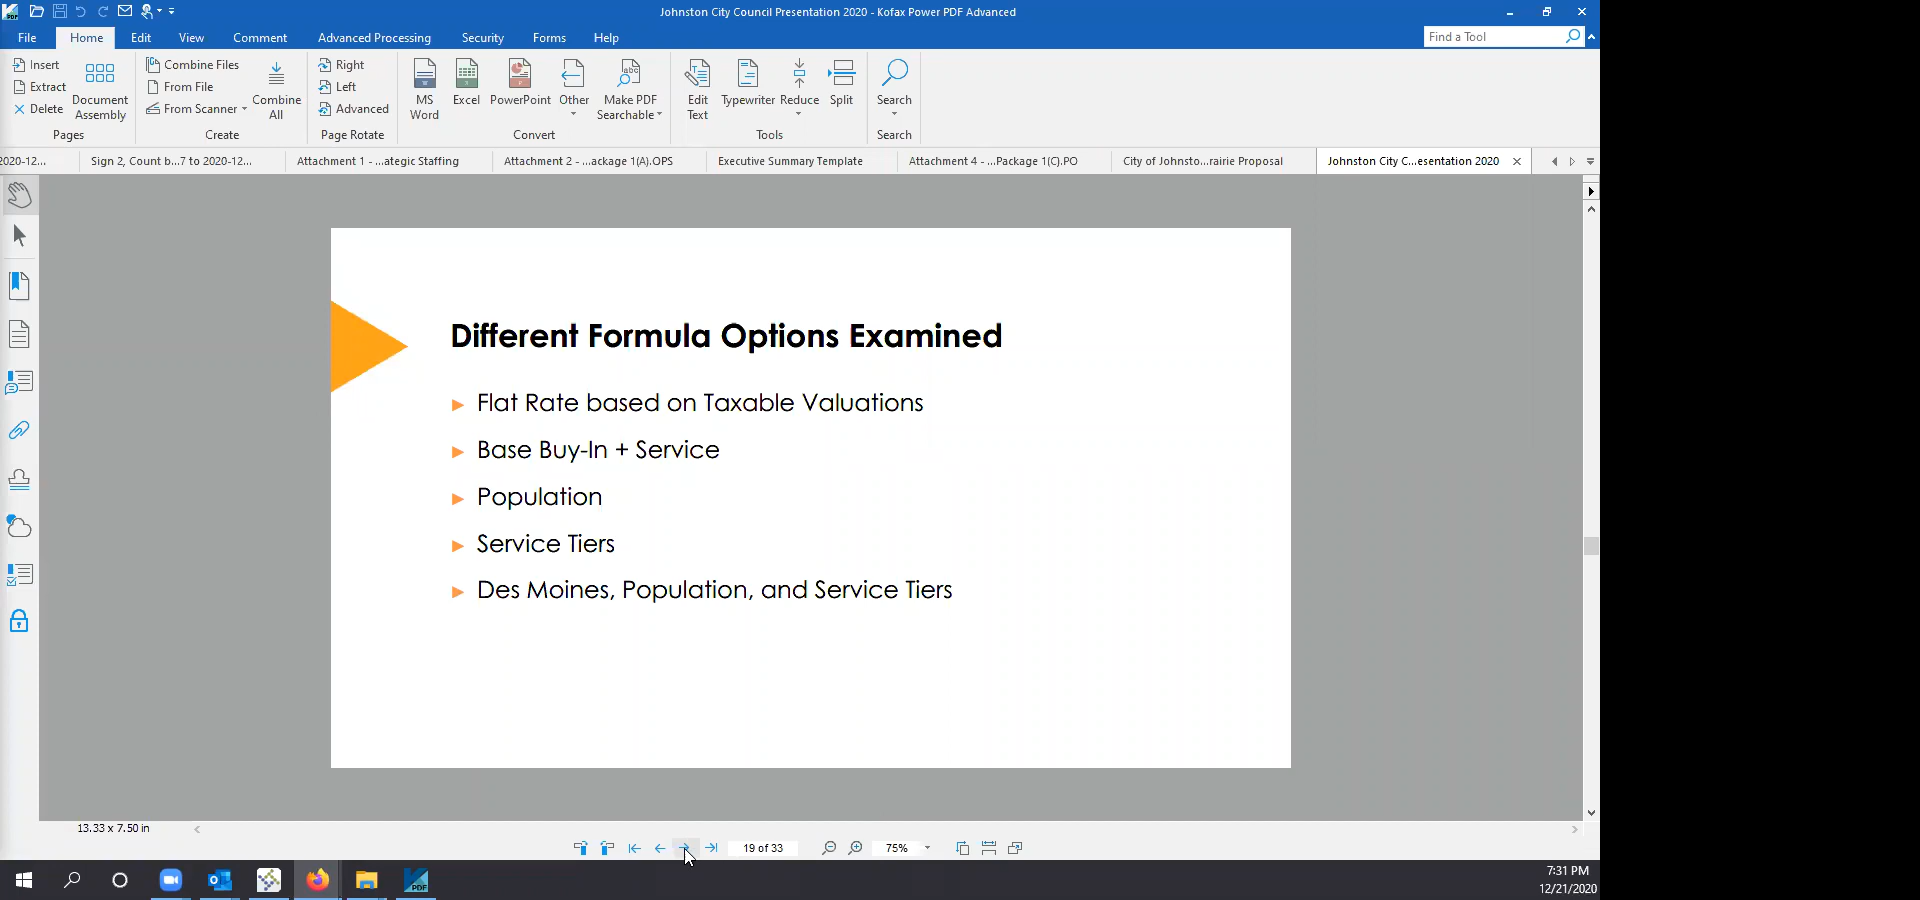 Johnston City Council Presentation 2020 - Kofax Power PDF Advanced
File Home Edit View Comment Advanced Processing Security Forms Help
Find a Tool
Insert
Extract
Delete
Document
Assembly
Pages
Combine Files
From File
From Scanner
Combine
All
Create
Right
Left
Advanced
Page Rotate
MS
Word
Excel
PowerPoint
Other
Make PDF
Searchable
Convert
Edit
Text
Typewriter
Reduce
Split
Tools
Search
Search
2020-12...
Sign 2, Count b...7 to 2020-12...
Attachment 1 - ...ategic Staffing
Attachment 2 - ...ackage 1(A).OPS
Executive Summary Template
Attachment 4 - ...Package 1(C).PO
City of Johnsto...rairie Proposal
Johnston City C...esentation 2020
Different Formula Options Examined
Flat Rate based on Taxable Valuations
Base Buy-In + Service
Population
Service Tiers
Des Moines, Population, and Service Tiers
13.33 x 7.50 in
19 of 33
75%
7:31 PM
12/21/2020